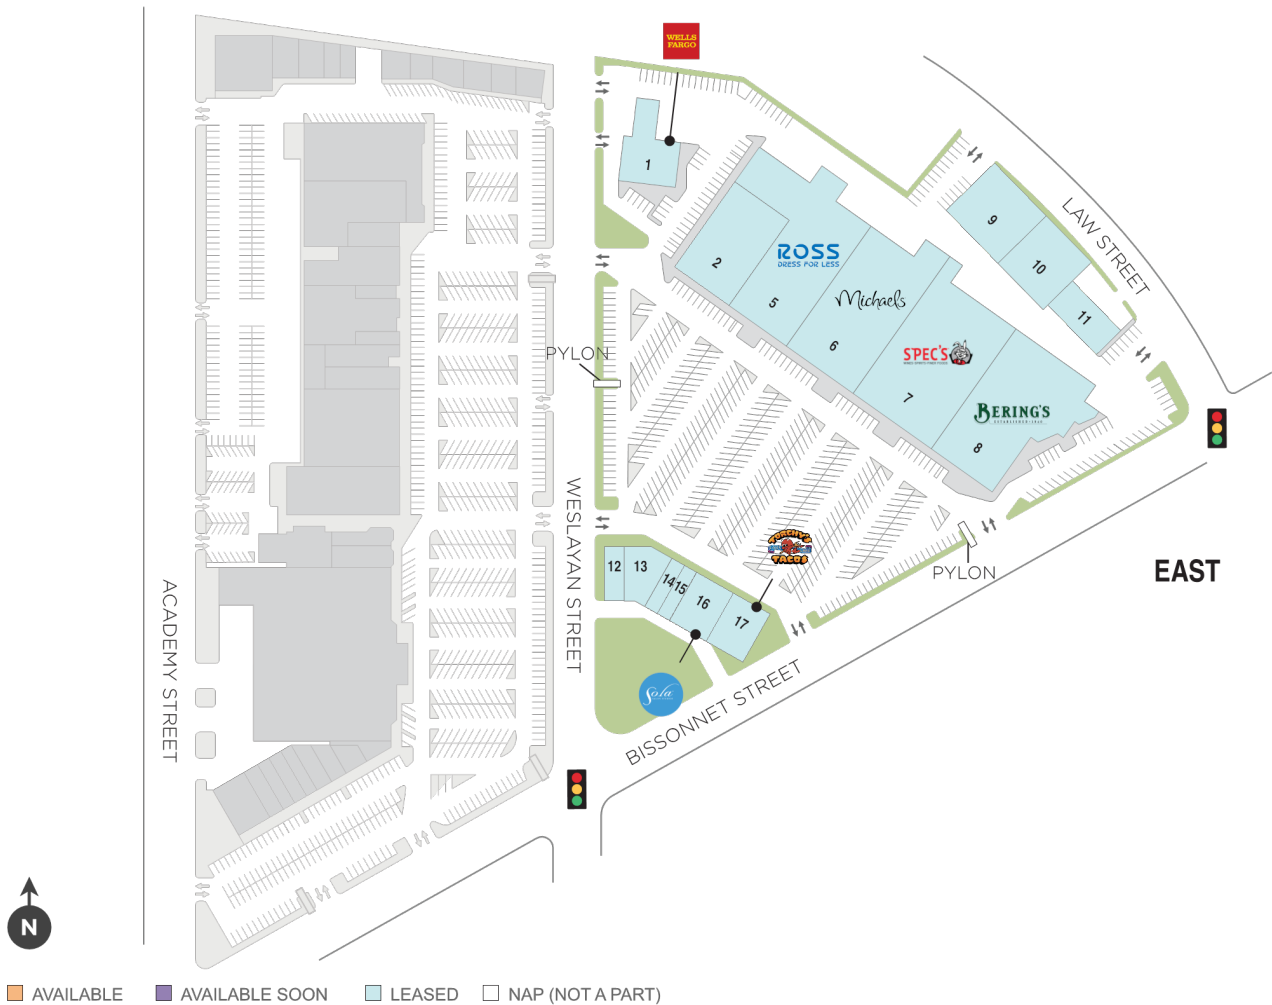 WELLS
FARGO
1
2
ROSS
DRESS FOR LESS
5
Michaels
6
SPEC'S
7
BERING'S
8
9
10
11
LAW STREET
PYLON
WESLAYAN STREET
12
13
14
15
16
17
TORCHY'S
TACOS
Sola
PYLON
EAST
ACADEMY STREET
BISSONNET STREET
N
AVAILABLE
AVAILABLE SOON
LEASED
NAP (NOT A PART)